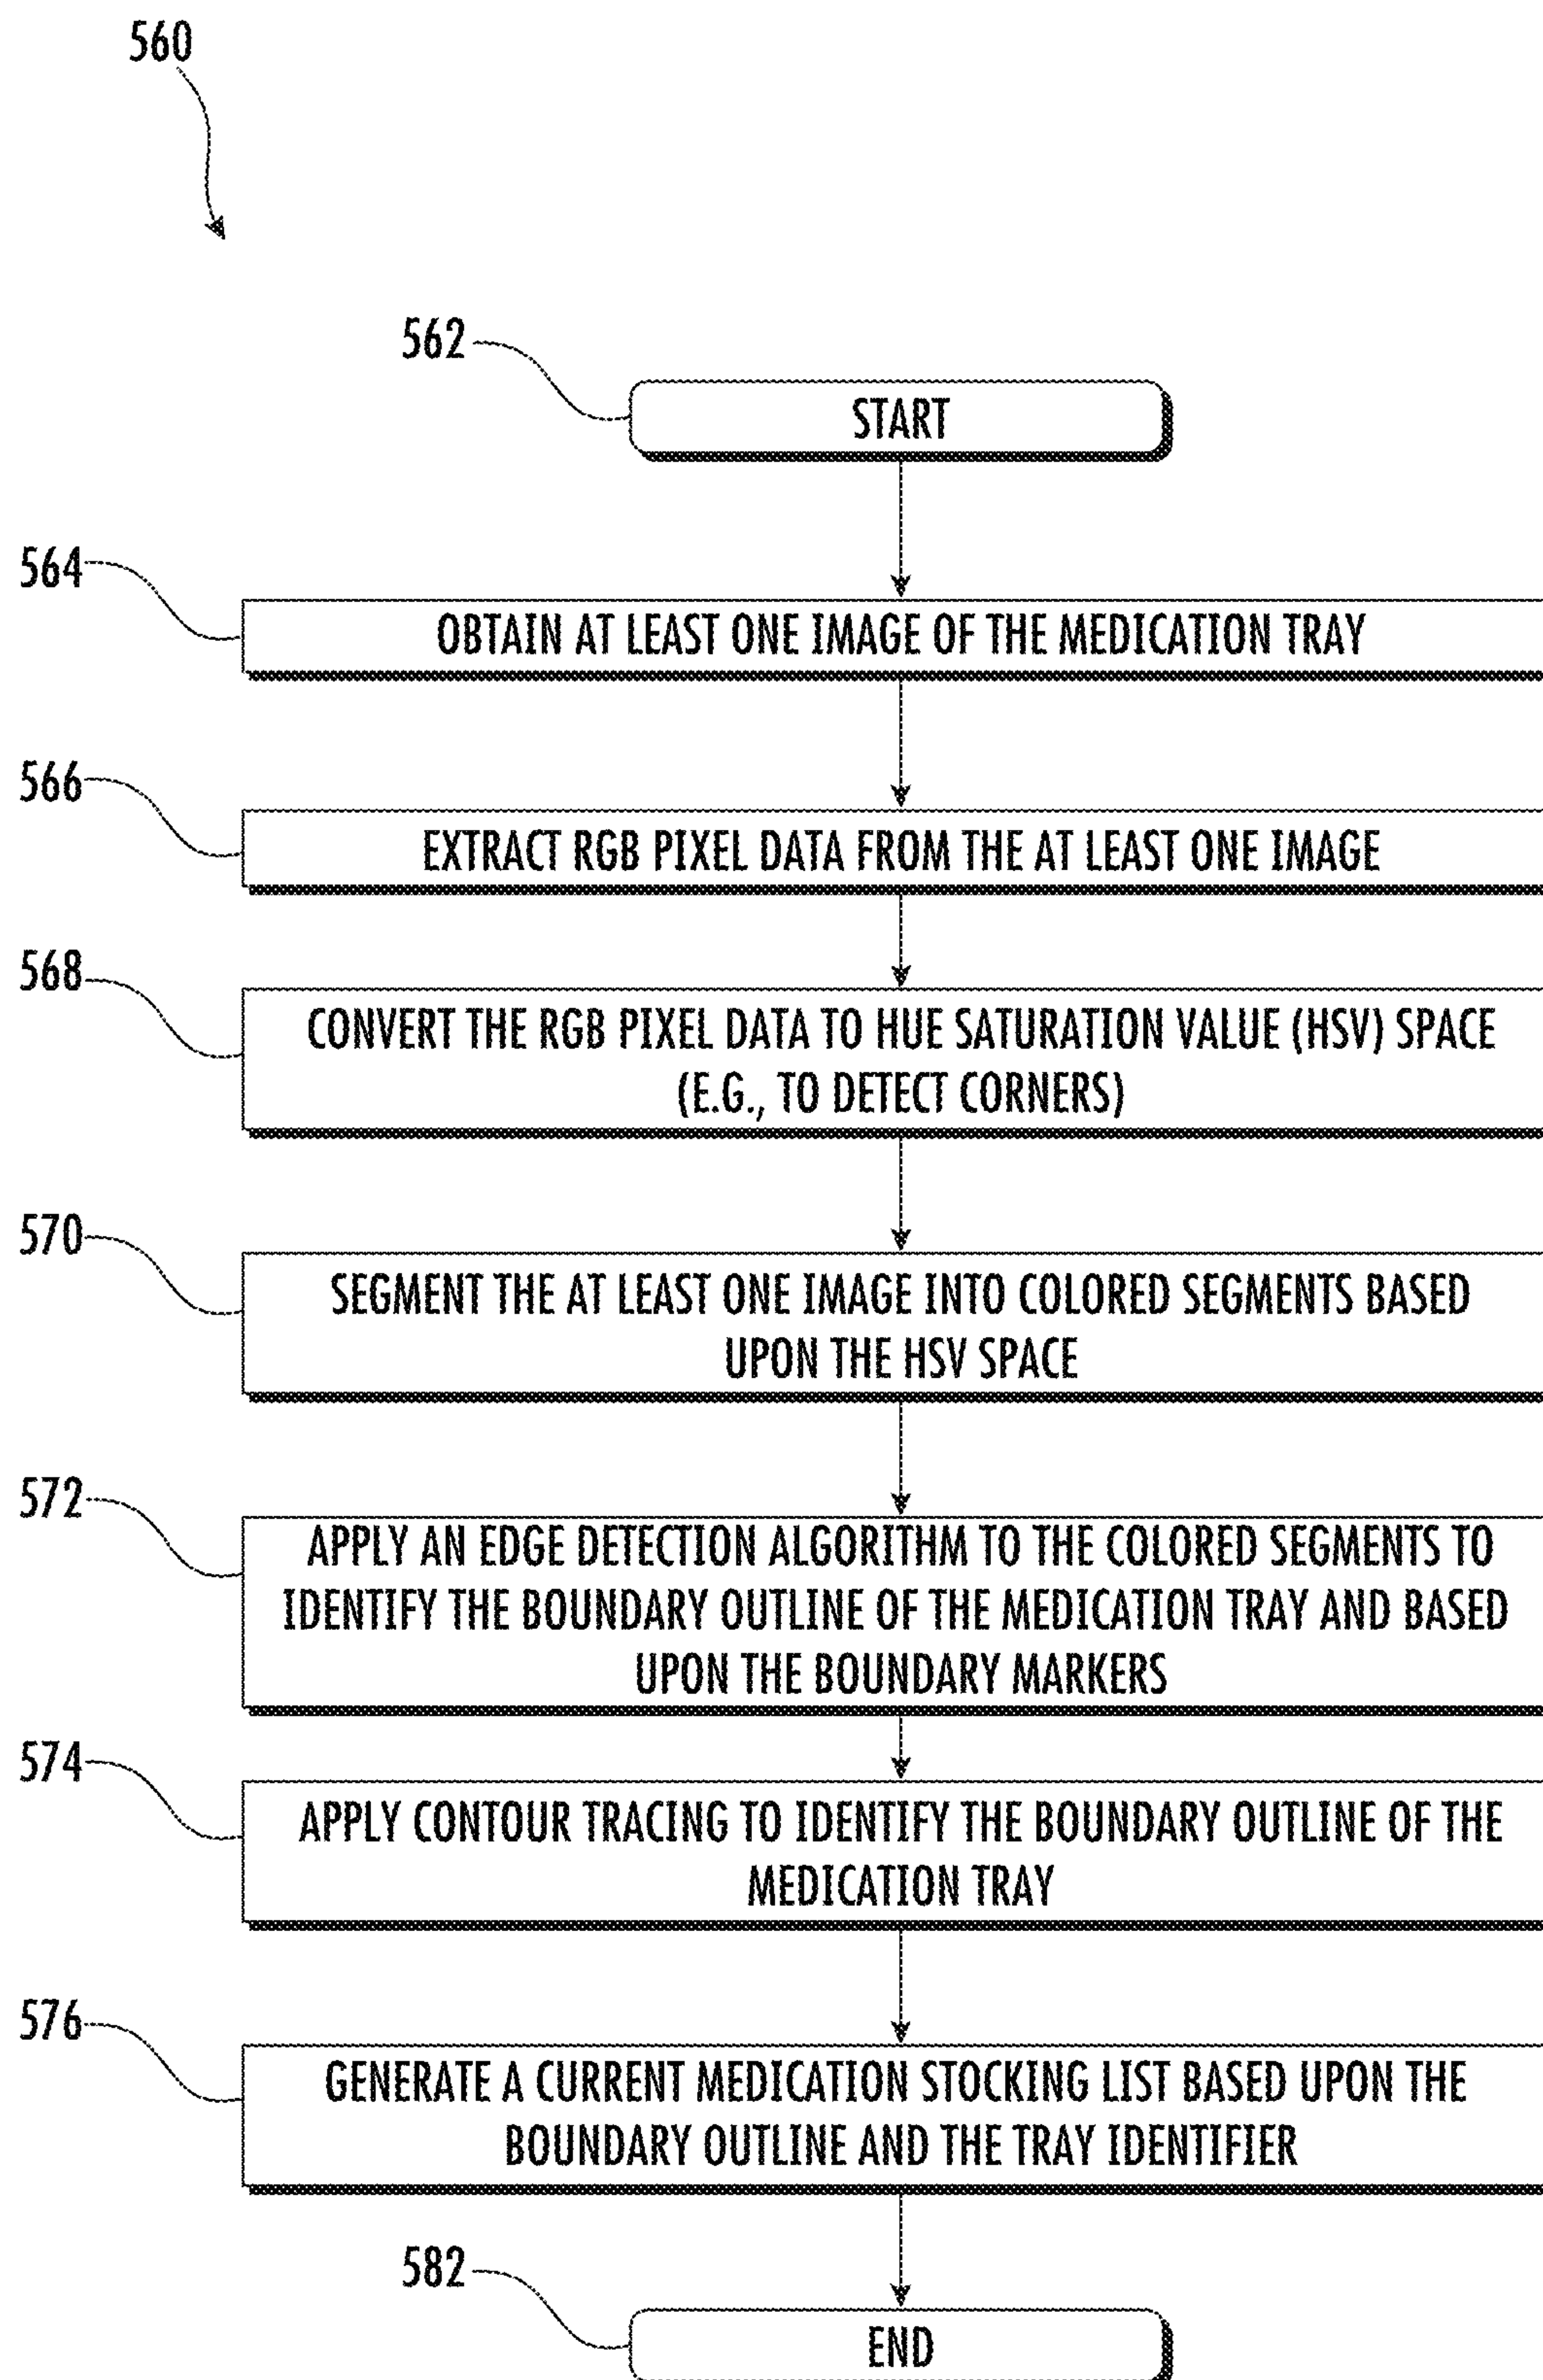 560
562
START
564
OBTAIN AT LEAST ONE IMAGE OF THE MEDICATION TRAY
566
EXTRACT RGB PIXEL DATA FROM THE AT LEAST ONE IMAGE
568
CONVERT THE RGB PIXEL DATA TO HUE SATURATION VALUE (HSV) SPACE
(E.G., TO DETECT CORNERS)
570
SEGMENT THE AT LEAST ONE IMAGE INTO COLORED SEGMENTS BASED
UPON THE HSV SPACE
572
APPLY AN EDGE DETECTION ALGORITHM TO THE COLORED SEGMENTS TO
IDENTIFY THE BOUNDARY OUTLINE OF THE MEDICATION TRAY AND BASED
UPON THE BOUNDARY MARKERS
574
APPLY CONTOUR TRACING TO IDENTIFY THE BOUNDARY OUTLINE OF THE
MEDICATION TRAY
576
GENERATE A CURRENT MEDICATION STOCKING LIST BASED UPON THE
BOUNDARY OUTLINE AND THE TRAY IDENTIFIER
582
END